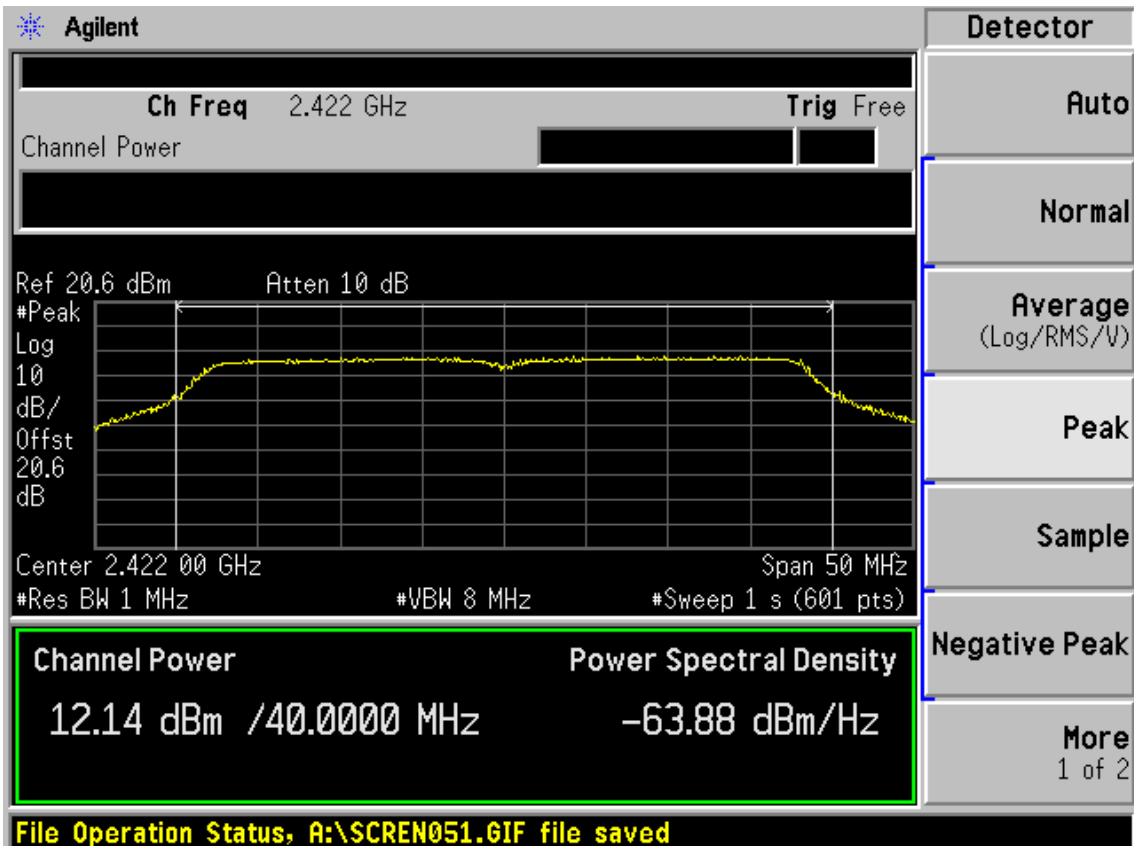 Agilent
Detector
Ch Freq 2.422 GHz Trig Free
Channel Power
Auto
Normal
Average
(Log/RMS/V)
Peak
Sample
Negative Peak
More
1 of 2
Ref 20.6 dBm Atten 10 dB
#Peak
Log
10
dB/
Offst
20.6
dB
Center 2.422 00 GHz Span 50 MHz
#Res BW 1 MHz #VBW 8 MHz #Sweep 1 s (601 pts)
Channel Power Power Spectral Density
12.14 dBm /40.0000 MHz -63.88 dBm/Hz
File Operation Status, A:\SCREN051.GIF file saved